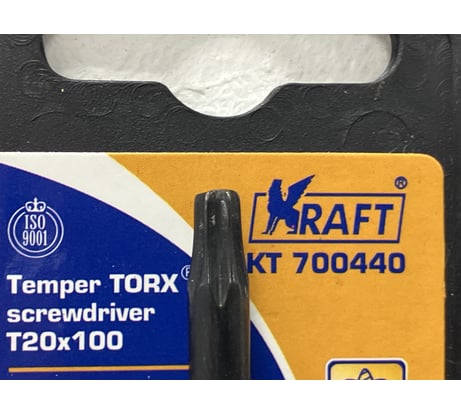 ISO
9001
KRAFT®
KT 700440
Temper TORX®
screwdriver
T20x100